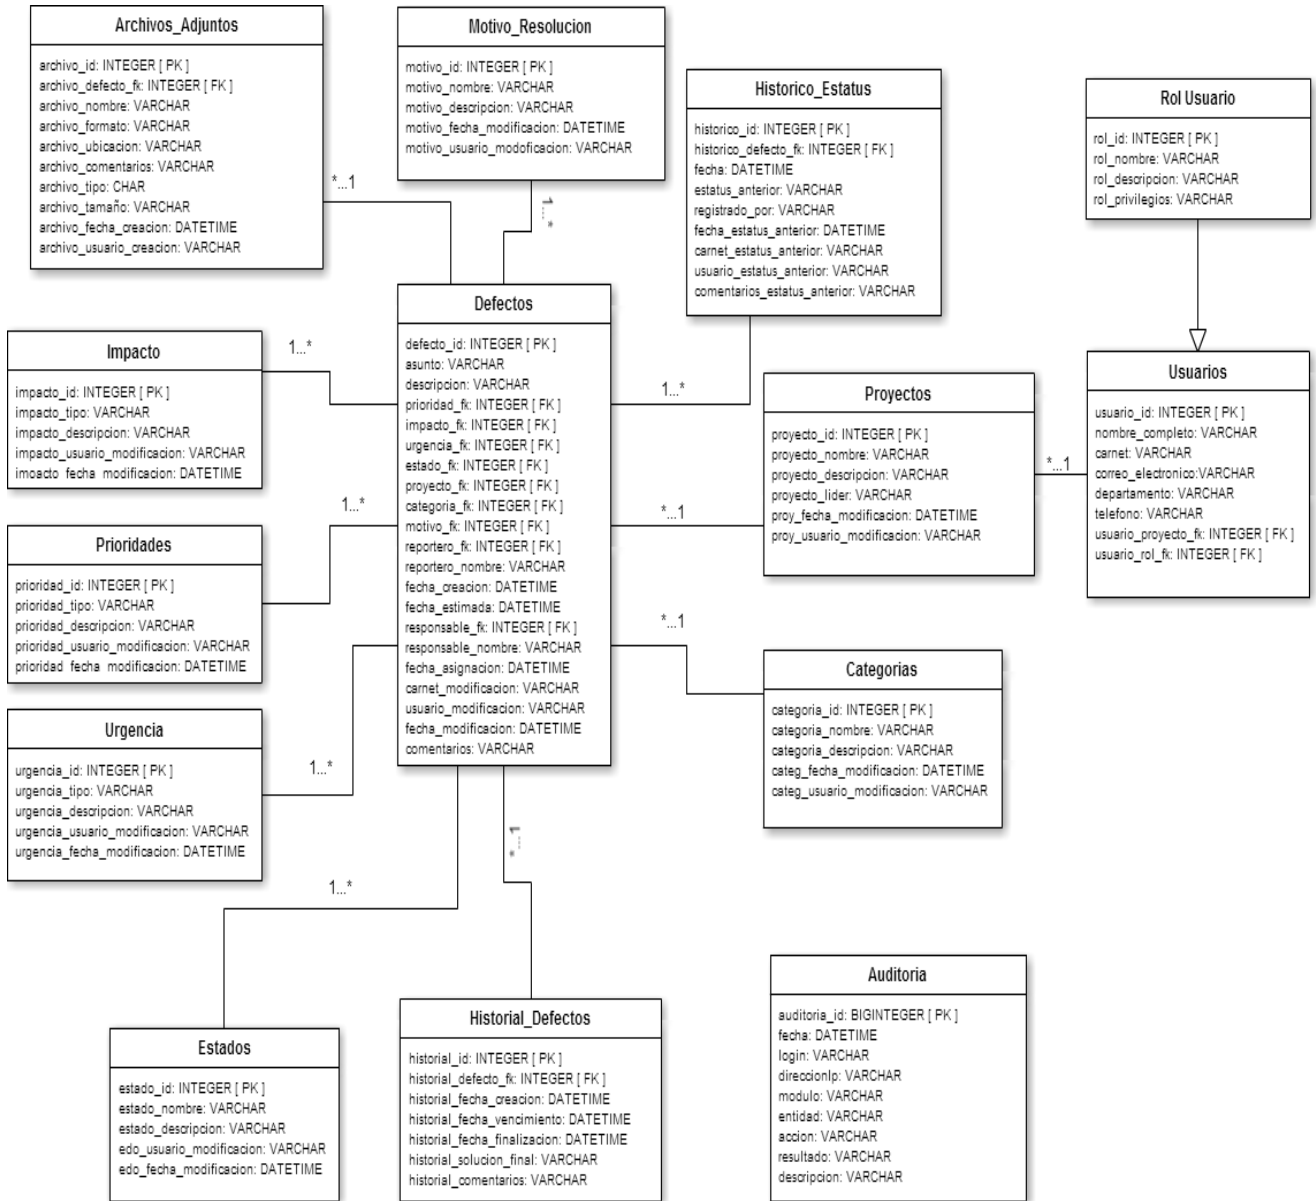 Archivos_Adjuntos
archivo_id: INTEGER [ PK ]
archivo_defecto_fk: INTEGER [ FK ]
archivo_nombre: VARCHAR
archivo_formato: VARCHAR
archivo_ubicacion: VARCHAR
archivo_comentarios: VARCHAR
archivo_tipo: CHAR
archivo_tamaño: VARCHAR
archivo_fecha_creacion: DATETIME
archivo_usuario_creacion: VARCHAR
Motivo_Resolucion
motivo_id: INTEGER [ PK ]
motivo_nombre: VARCHAR
motivo_descripcion: VARCHAR
motivo_fecha_modificacion: DATETIME
motivo_usuario_modoficacion: VARCHAR
Historico_Estatus
historico_id: INTEGER [ PK ]
historico_defecto_fk: INTEGER [ FK ]
fecha: DATETIME
estatus_anterior: VARCHAR
registrado_por: VARCHAR
fecha_estatus_anterior: DATETIME
carnet_estatus_anterior: VARCHAR
usuario_estatus_anterior: VARCHAR
comentarios_estatus_anterior: VARCHAR
Rol Usuario
rol_id: INTEGER [ PK ]
rol_nombre: VARCHAR
rol_descripcion: VARCHAR
rol_privilegios: VARCHAR
*...1
1...*
Defectos
defecto_id: INTEGER [ PK ]
asunto: VARCHAR
descripcion: VARCHAR
prioridad_fk: INTEGER [ FK ]
impacto_fk: INTEGER [ FK ]
urgencia_fk: INTEGER [ FK ]
estado_fk: INTEGER [ FK ]
proyecto_fk: INTEGER [ FK ]
categoria_fk: INTEGER [ FK ]
motivo_fk: INTEGER [ FK ]
reportero_fk: INTEGER [ FK ]
reportero_nombre: VARCHAR
fecha_creacion: DATETIME
fecha_estimada: DATETIME
responsable_fk: INTEGER [ FK ]
responsable_nombre: VARCHAR
fecha_asignacion: DATETIME
carnet_modificacion: VARCHAR
usuario_modificacion: VARCHAR
fecha_modificacion: DATETIME
comentarios: VARCHAR
Impacto
impacto_id: INTEGER [ PK ]
impacto_tipo: VARCHAR
impacto_descripcion: VARCHAR
impacto_usuario_modificacion: VARCHAR
impacto_fecha_modificacion: DATETIME
1...*
1...*
Proyectos
proyecto_id: INTEGER [ PK ]
proyecto_nombre: VARCHAR
proyecto_descripcion: VARCHAR
proyecto_lider: VARCHAR
proy_fecha_modificacion: DATETIME
proy_usuario_modificacion: VARCHAR
*...1
Usuarios
usuario_id: INTEGER [ PK ]
nombre_completo: VARCHAR
carnet: VARCHAR
correo_electronico:VARCHAR
departamento: VARCHAR
telefono: VARCHAR
usuario_proyecto_fk: INTEGER [ FK ]
usuario_rol_fk: INTEGER [ FK ]
1...*
*...1
Prioridades
prioridad_id: INTEGER [ PK ]
prioridad_tipo: VARCHAR
prioridad_descripcion: VARCHAR
prioridad_usuario_modificacion: VARCHAR
prioridad_fecha_modificacion: DATETIME
*...1
Categorias
categoria_id: INTEGER [ PK ]
categoria_nombre: VARCHAR
categoria_descripcion: VARCHAR
categ_fecha_modificacion: DATETIME
categ_usuario_modificacion: VARCHAR
Urgencia
urgencia_id: INTEGER [ PK ]
urgencia_tipo: VARCHAR
urgencia_descripcion: VARCHAR
urgencia_usuario_modificacion: VARCHAR
urgencia_fecha_modificacion: DATETIME
1...*
1...*
1...*
Estados
estado_id: INTEGER [ PK ]
estado_nombre: VARCHAR
estado_descripcion: VARCHAR
edo_usuario_modificacion: VARCHAR
edo_fecha_modificacion: DATETIME
Historial_Defectos
historial_id: INTEGER [ PK ]
historial_defecto_fk: INTEGER [ FK ]
historial_fecha_creacion: DATETIME
historial_fecha_vencimiento: DATETIME
historial_fecha_finalizacion: DATETIME
historial_solucion_final: VARCHAR
historial_comentarios: VARCHAR
Auditoria
auditoria_id: BIGINTEGER [ PK ]
fecha: DATETIME
login: VARCHAR
direccionIp: VARCHAR
modulo: VARCHAR
entidad: VARCHAR
accion: VARCHAR
resultado: VARCHAR
descripcion: VARCHAR